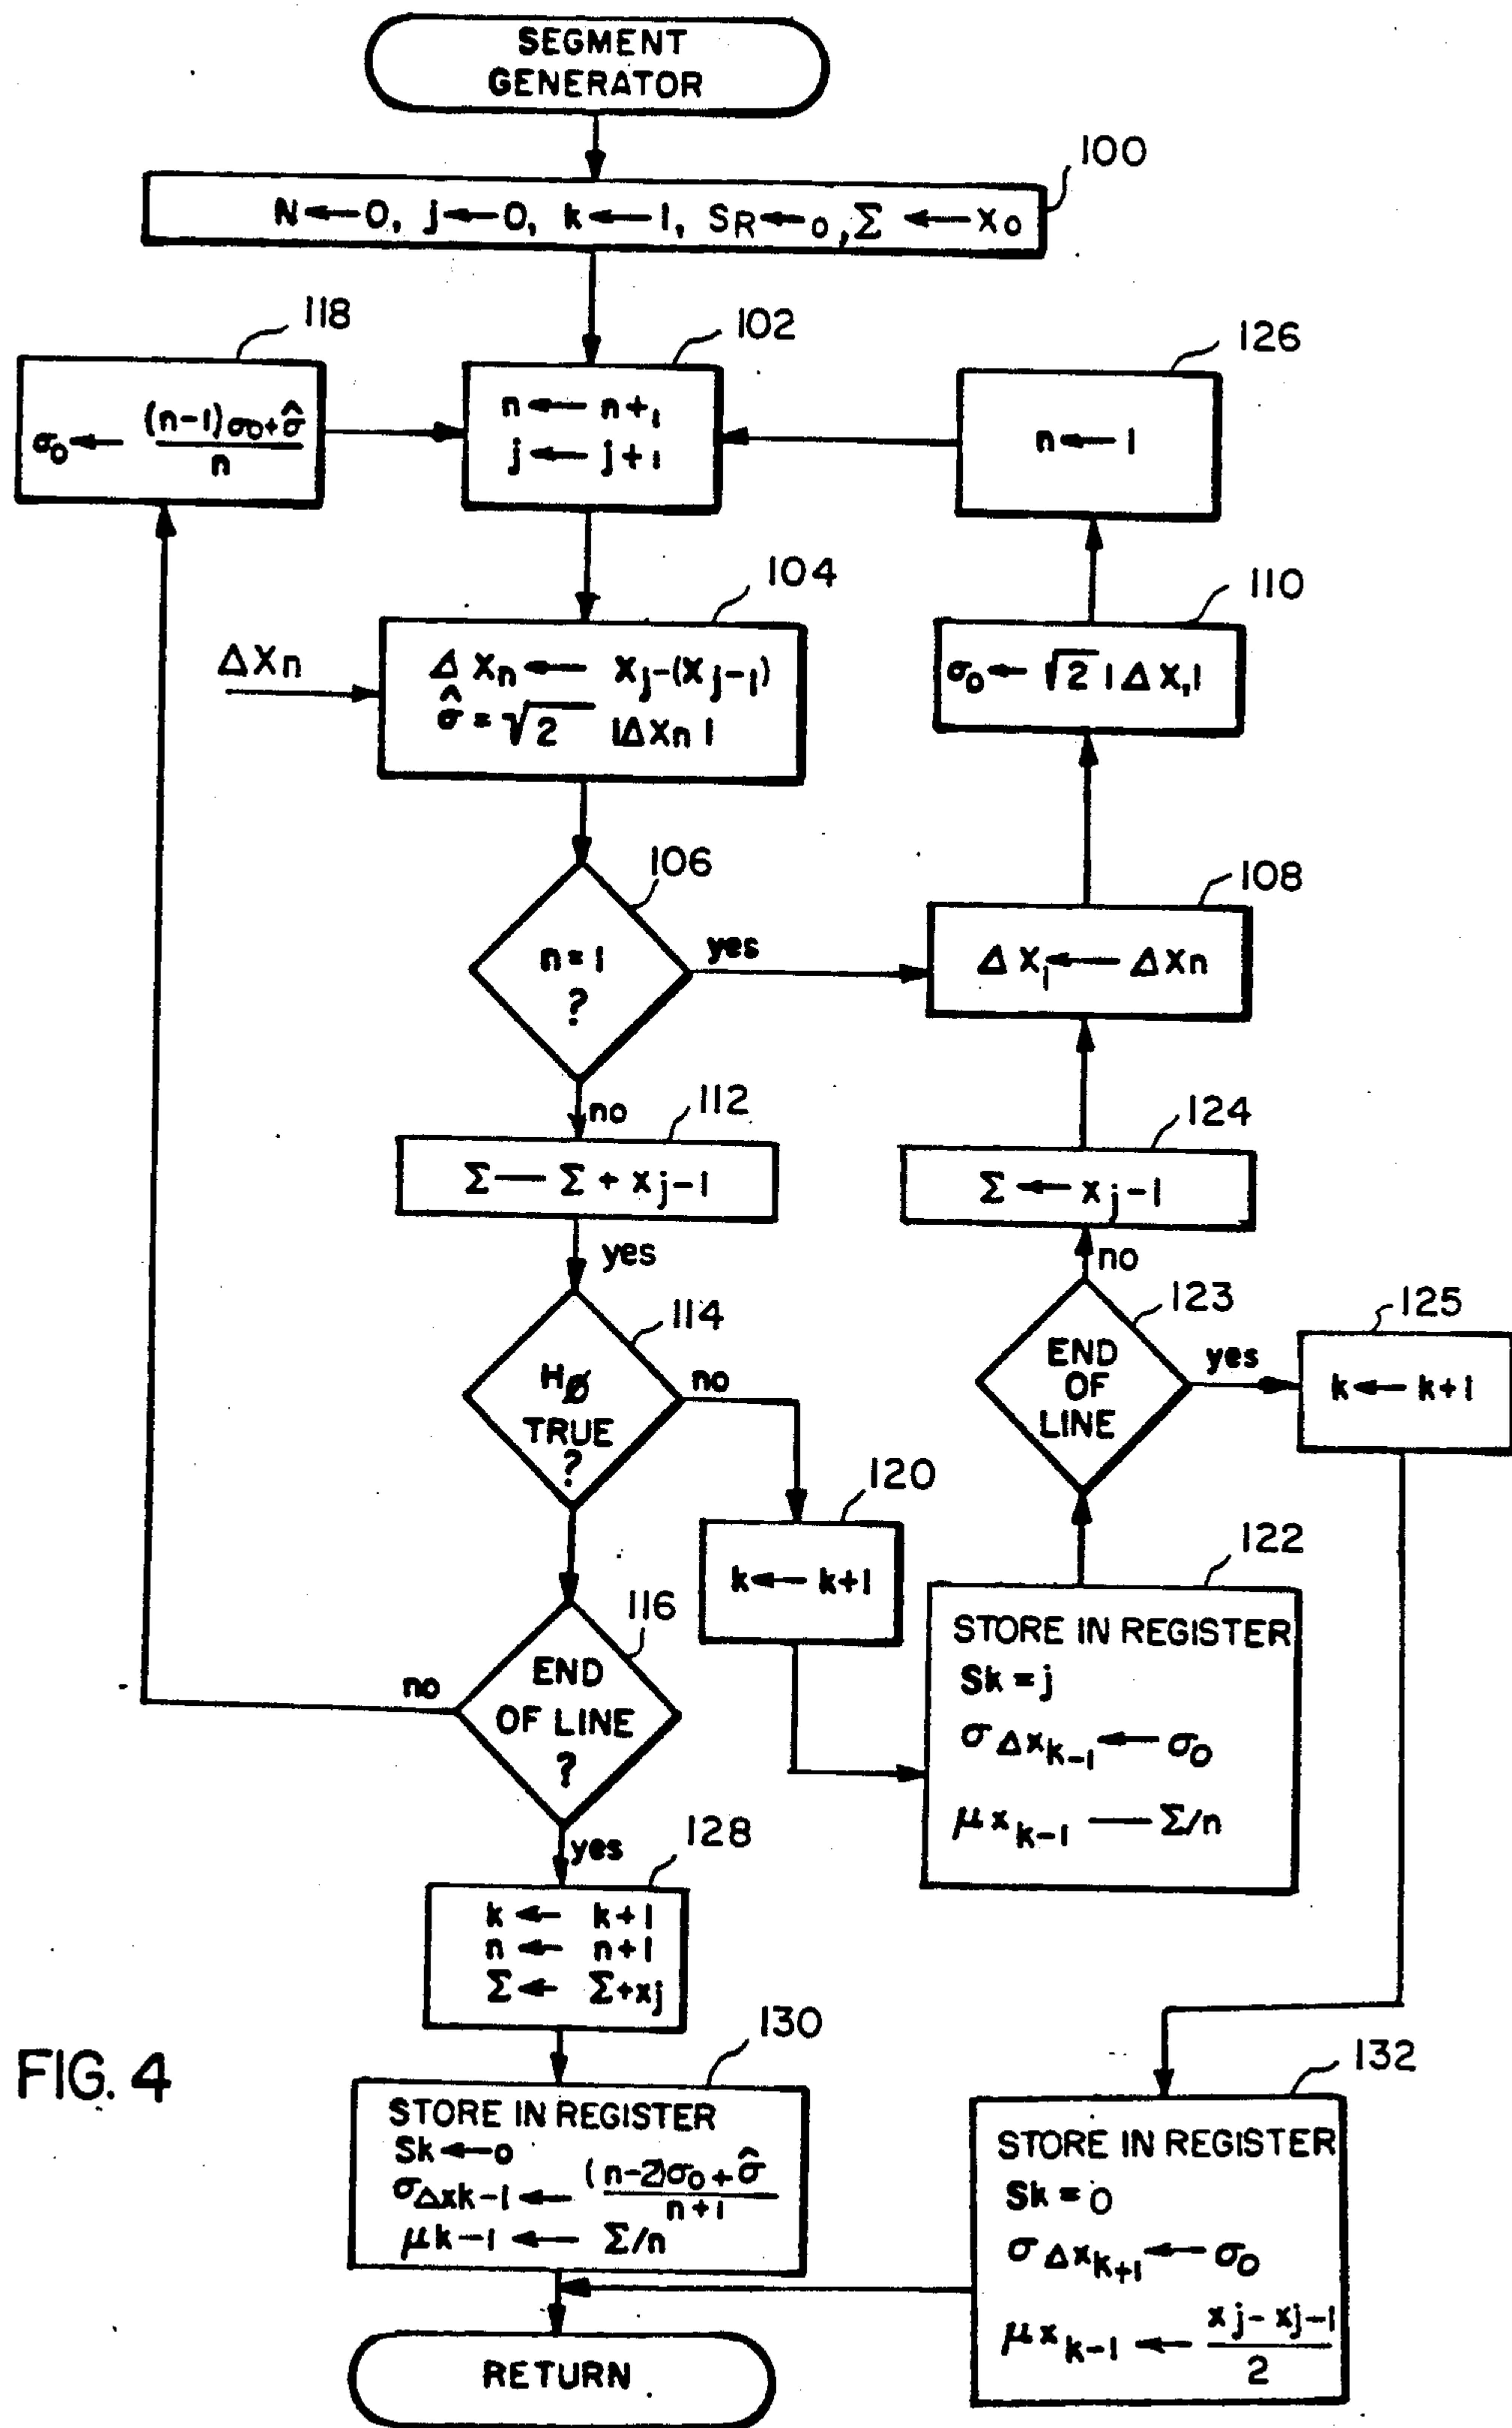 SEGMENT
GENERATOR
100
N ← 0, j ← 0, k ← 1, SR ← 0, Σ ← x0
118
σ0 ← (n-1)σ0+σ̂ / n
102
n ← n+1
j ← j+1
126
n ← 1
104
ΔXn
Δ Xn ← Xj-(Xj-1)
σ̂ = √2 |ΔXn|
110
σ0 ← √2 |ΔX1|
106
n=1
?
yes
no
108
Δ X1 ← ΔXn
112
Σ — Σ + xj-1
yes
124
Σ ← xj-1
no
114
HØ
TRUE
?
no
123
END
OF
LINE
yes
125
k ← k+1
120
k ← k+1
122
STORE IN REGISTER
Sk = j
σ Δxk-1 ← σ0
μxk-1 — Σ/n
116
END
OF LINE
?
no
yes
128
k ← k+1
n ← n+1
Σ ← Σ+xj
130
STORE IN REGISTER
Sk ← 0
σΔxk-1 ← (n-2)σ0+σ̂ / n+1
μk-1 ← Σ/n
132
STORE IN REGISTER
Sk = 0
σ Δxk+1 ← σ0
μxk-1 ← xj-xj-1 / 2
RETURN
FIG. 4